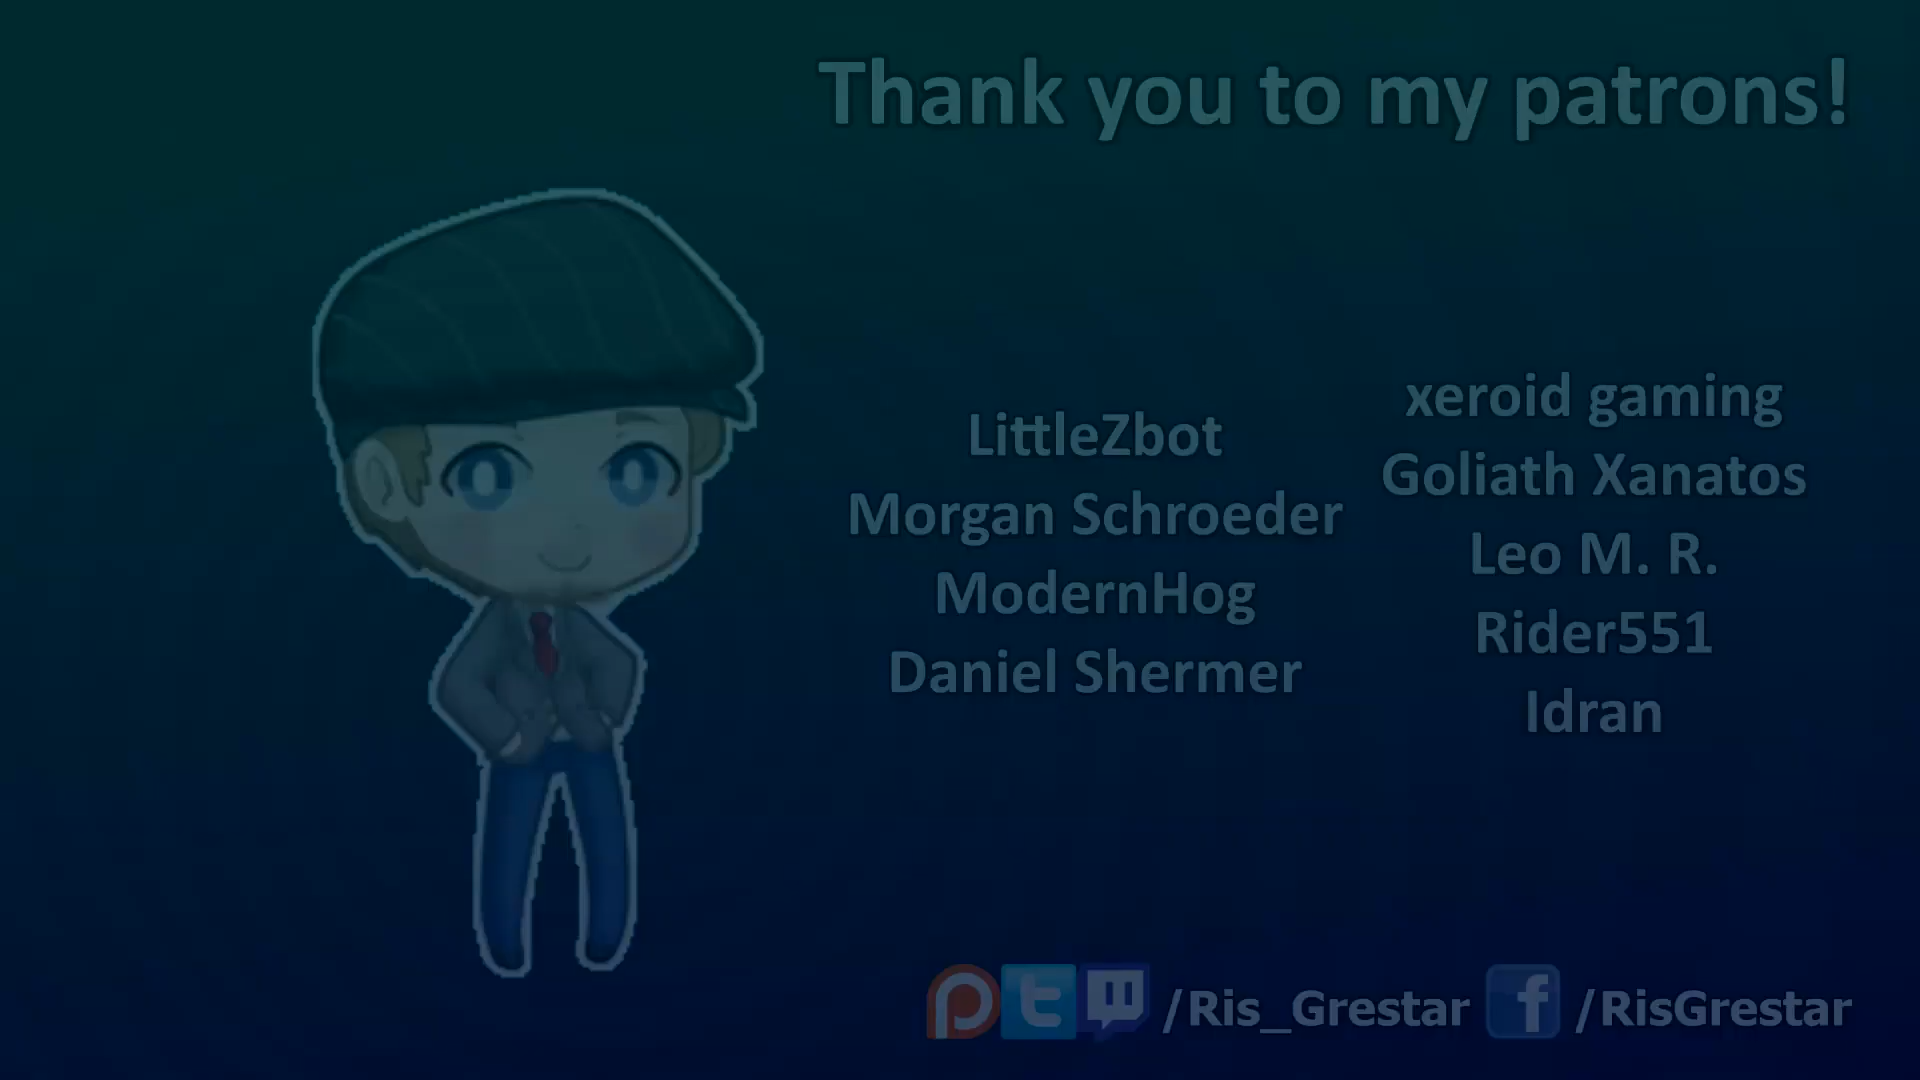 Thank you to my patrons!
LittleZbot
Morgan Schroeder
ModernHog
Daniel Shermer
xeroid gaming
Goliath Xanatos
Leo M. R.
Rider551
Idran
/Ris_Grestar
/RisGrestar